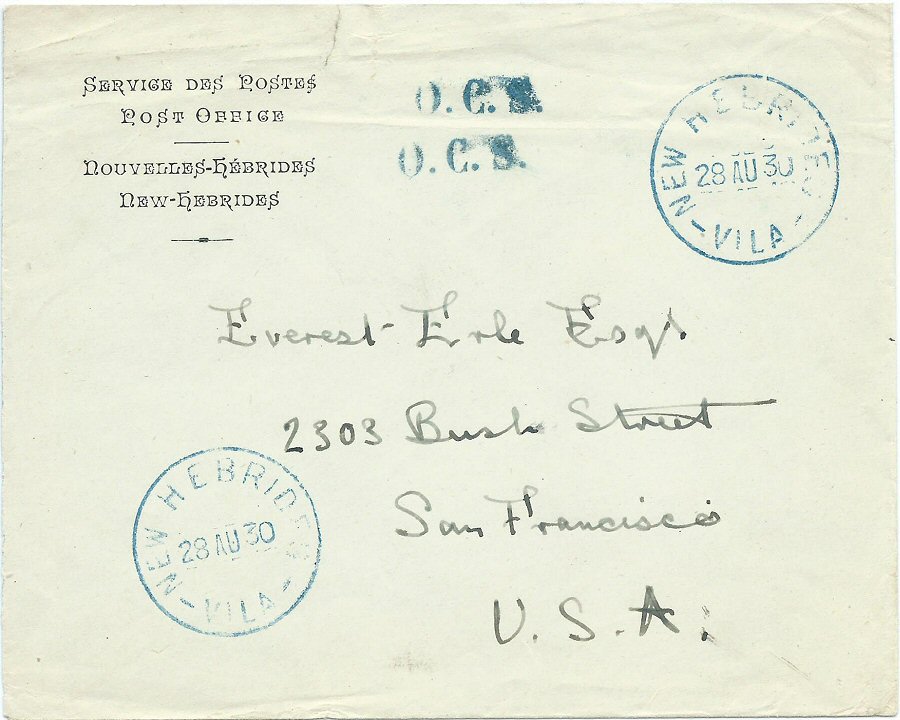 SERVICE DES POSTES
POST OFFICE
NOUVELLES-HÉBRIDES
NEW-HEBRIDES
O.C.S.
O.C.S.
NEW HEBRIDES
28 AU 30
- VILA -
Everest Erle Esqr.
2303 Bush Street
San Francisco
U.S.A.
NEW HEBRIDES
28 AU 30
- VILA -